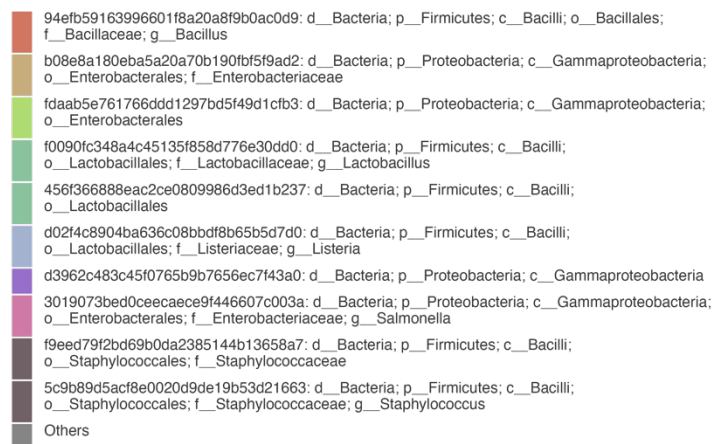 94efb59163996601f8a20a8f9b0ac0d9: d__Bacteria; p__Firmicutes; c__Bacilli; o__Bacillales;
f__Bacillaceae; g__Bacillus
b08e8a180eba5a20a70b190fbf5f9ad2: d__Bacteria; p__Proteobacteria; c__Gammaproteobacteria;
o__Enterobacterales; f__Enterobacteriaceae
fdaab5e761766ddd1297bd5f49d1cfb3: d__Bacteria; p__Proteobacteria; c__Gammaproteobacteria;
o__Enterobacterales
f0090fc348a4c45135f858d776e30dd0: d__Bacteria; p__Firmicutes; c__Bacilli;
o__Lactobacillales; f__Lactobacillaceae; g__Lactobacillus
456f366888eac2ce0809986d3ed1b237: d__Bacteria; p__Firmicutes; c__Bacilli;
o__Lactobacillales
d02f4c8904ba636c08bbdf8b65b5d7d0: d__Bacteria; p__Firmicutes; c__Bacilli;
o__Lactobacillales; f__Listeriaceae; g__Listeria
d3962c483c45f0765b9b7656ec7f43a0: d__Bacteria; p__Proteobacteria; c__Gammaproteobacteria
3019073bed0ceecaece9f446607c003a: d__Bacteria; p__Proteobacteria; c__Gammaproteobacteria;
o__Enterobacterales; f__Enterobacteriaceae; g__Salmonella
f9eed79f2bd69b0da2385144b13658a7: d__Bacteria; p__Firmicutes; c__Bacilli;
o__Staphylococcales; f__Staphylococcaceae
5c9b89d5acf8e0020d9de19b53d21663: d__Bacteria; p__Firmicutes; c__Bacilli;
o__Staphylococcales; f__Staphylococcaceae; g__Staphylococcus
Others